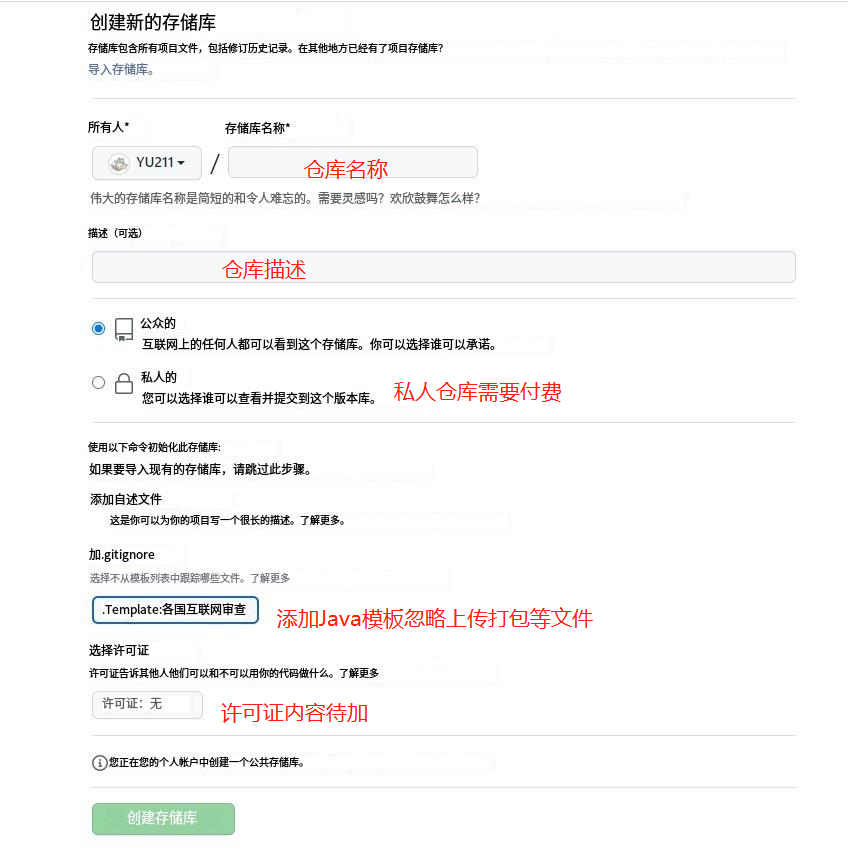 创建新的存储库
存储库包含所有项目文件，包括修订历史记录。在其他地方已经有了项目存储库？
导入存储库。
所有人* 存储库名称*
YU211 / 仓库名称
伟大的存储库名称是简短的和令人难忘的。需要灵感吗？欢欣鼓舞怎么样？
描述（可选）
仓库描述
公众的
互联网上的任何人都可以看到这个存储库。你可以选择谁可以承诺。
私人的
您可以选择谁可以查看并提交到这个版本库。 私人仓库需要付费
使用以下命令初始化此存储库:
如果要导入现有的存储库，请跳过此步骤。
添加自述文件
这是你可以为你的项目写一个很长的描述。了解更多。
加.gitignore
选择不从模板列表中跟踪哪些文件。了解更多
.Template:各国互联网审查 添加Java模板忽略上传打包等文件
选择许可证
许可证告诉其他人他们可以和不可以用你的代码做什么。了解更多
许可证：无 许可证内容待加
您正在您的个人帐户中创建一个公共存储库。
创建存储库